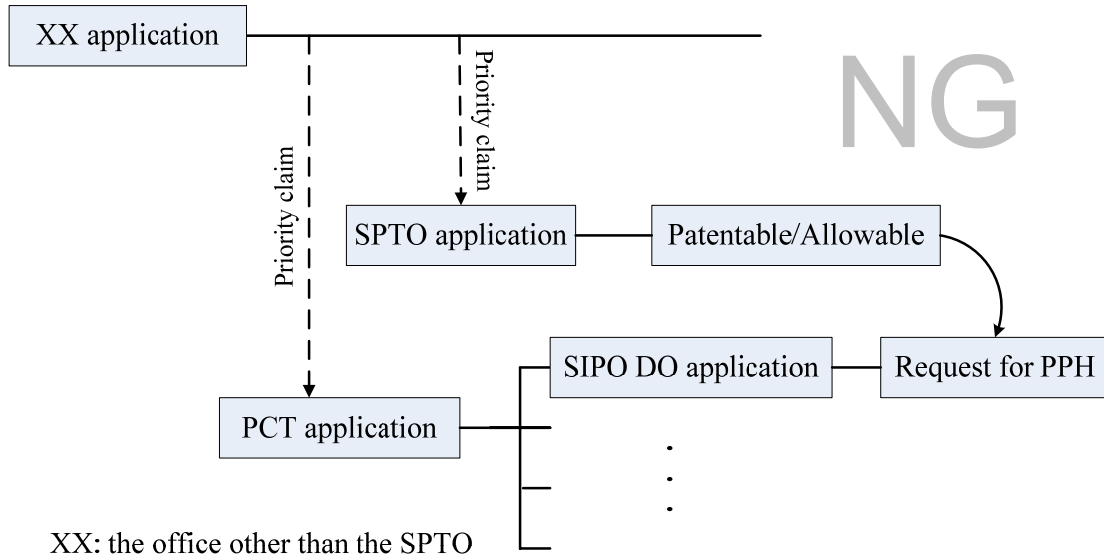 XX application
NG
Priority claim
Priority claim
SPTO application
Patentable/Allowable
SIPO DO application
Request for PPH
PCT application
XX: the office other than the SPTO